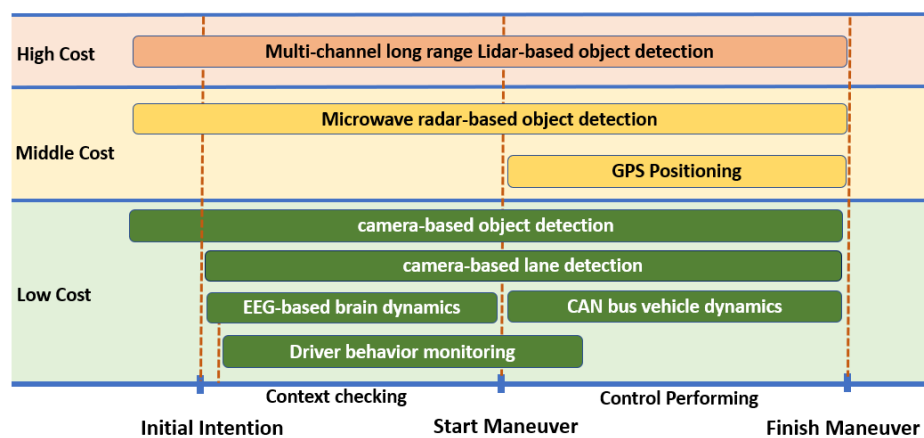 High Cost
Multi-channel long range Lidar-based object detection
Microwave radar-based object detection
Middle Cost
GPS Positioning
camera-based object detection
camera-based lane detection
Low Cost
EEG-based brain dynamics
CAN bus vehicle dynamics
Driver behavior monitoring
Context checking
Control Performing
Initial Intention
Start Maneuver
Finish Maneuver